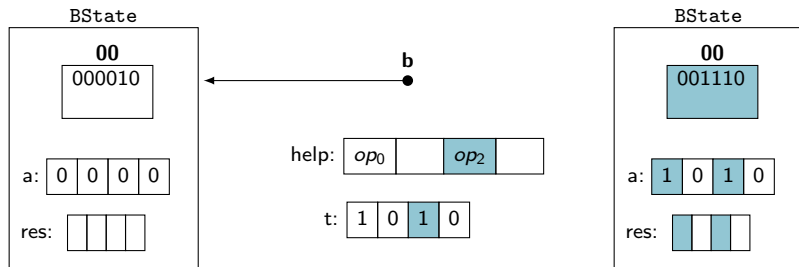 BState
00
000010
a: 0 0 0 0
res:
b
help: op0 op2
t: 1 0 1 0
BState
00
001110
a: 1 0 1 0
res: